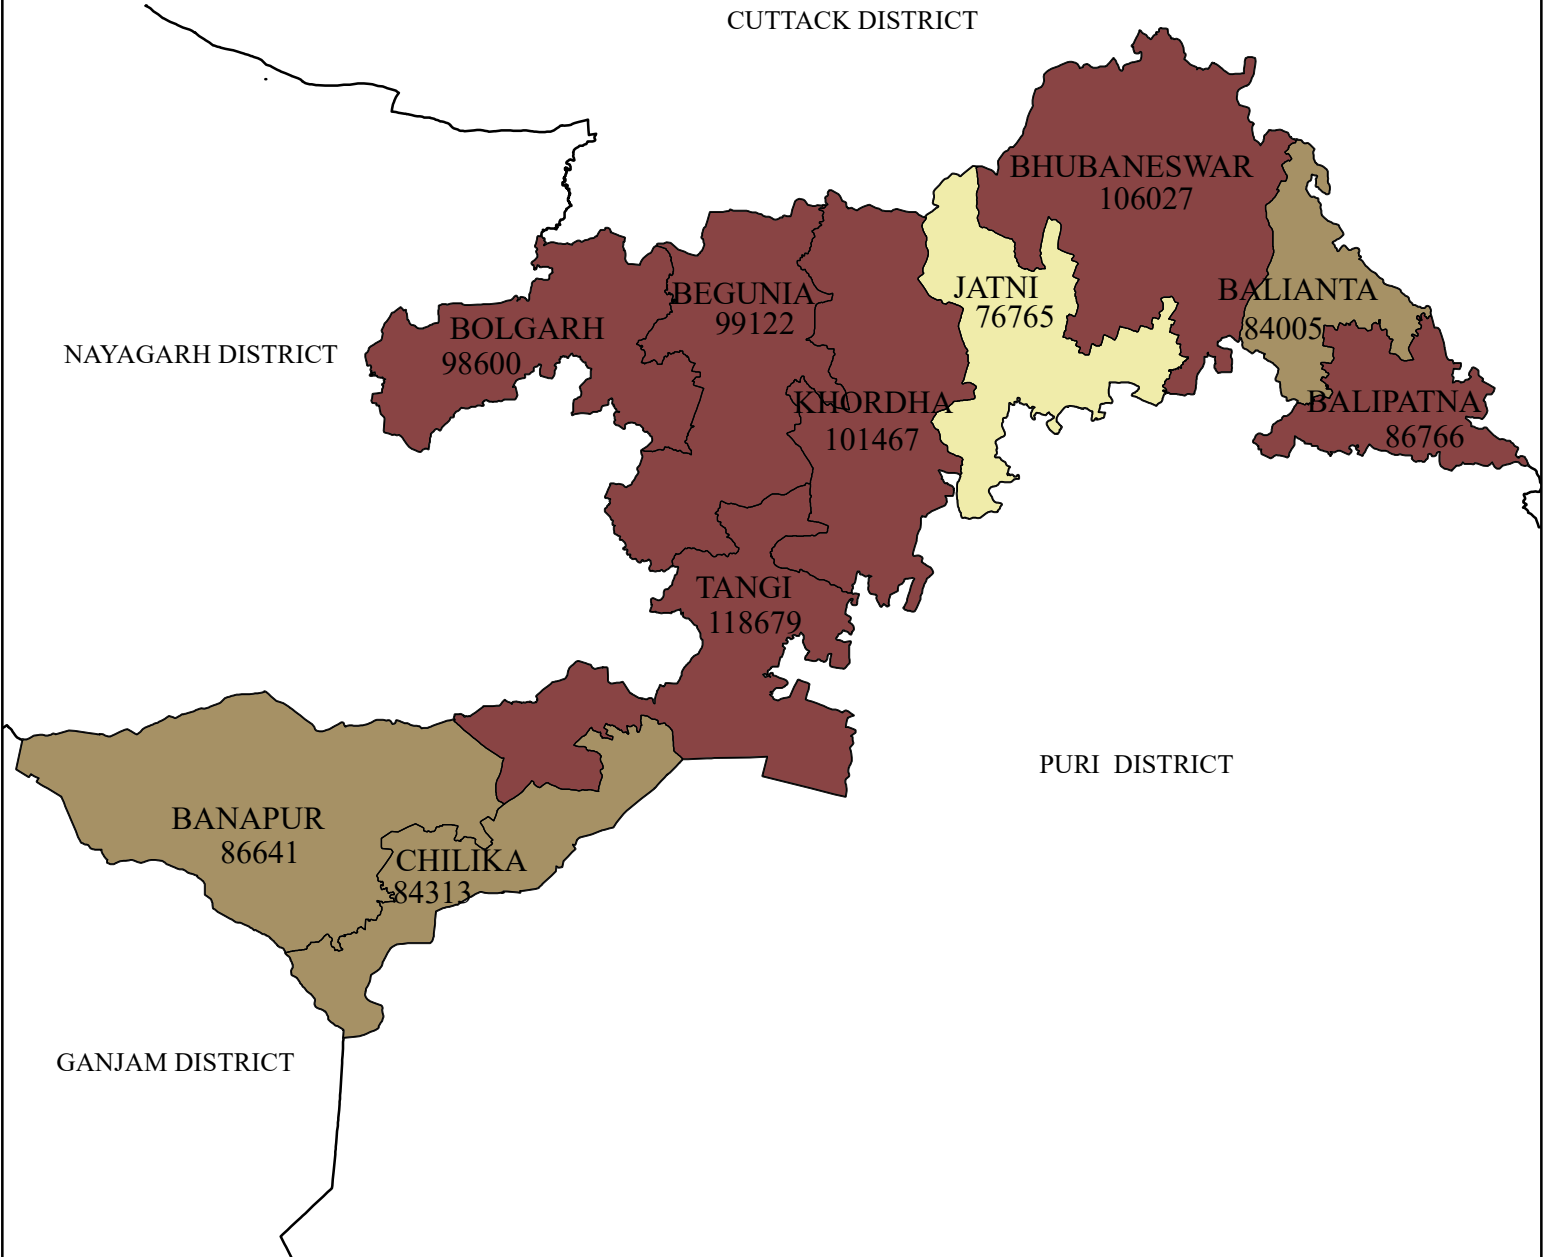 CUTTACK DISTRICT
BHUBANESWAR
106027
JATNI
76765
BALIANTA
84005
BEGUNIA
99122
BOLGARH
98600
NAYAGARH DISTRICT
KHORDHA
101467
BALIPATNA
86766
TANGI
118679
PURI DISTRICT
BANAPUR
86641
CHILIKA
84313
GANJAM DISTRICT